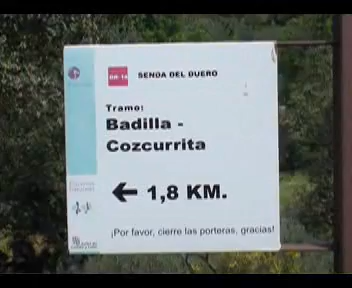 GR-14 SENDA DEL DUERO
Tramo:
Badilla -
Cozcurrita
← 1,8 KM.
¡Por favor, cierre las porteras, gracias!